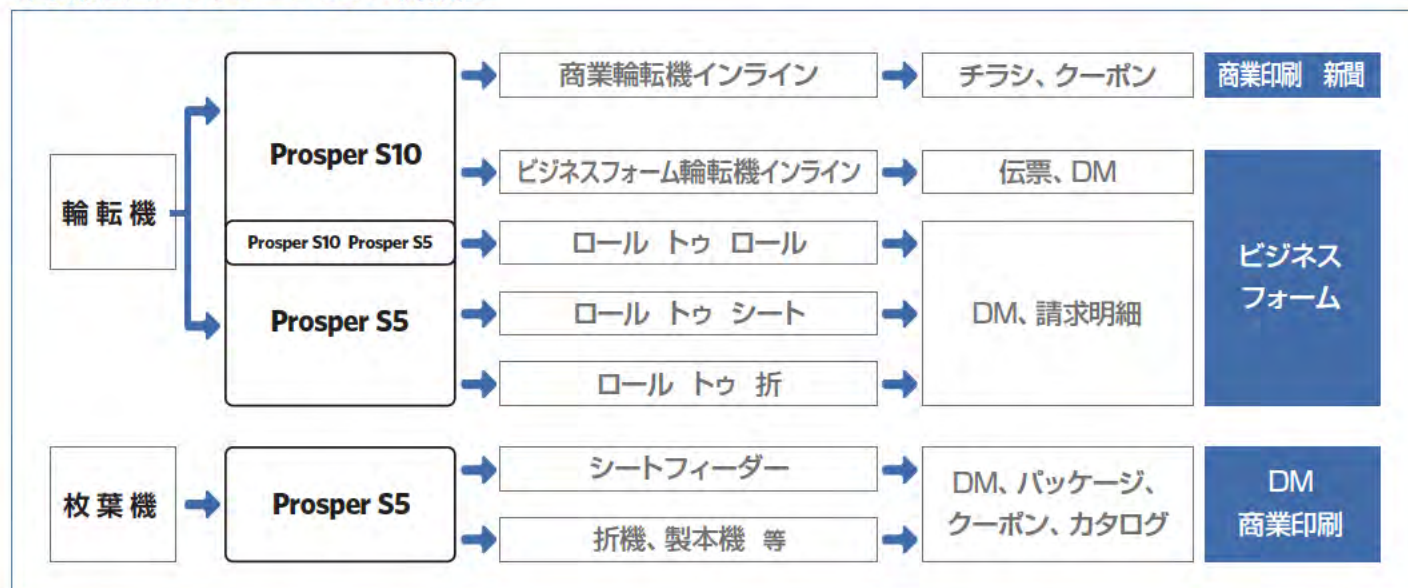 輪転機
Prosper S10
Prosper S10 Prosper S5
Prosper S5
商業輪転機インライン
チラシ、クーポン
商業印刷 新聞
ビジネスフォーム輪転機インライン
伝票、DM
ロール トゥ ロール
ロール トゥ シート
ロール トゥ 折
DM、請求明細
ビジネス
フォーム
枚葉機
Prosper S5
シートフィーダー
折機、製本機 等
DM、パッケージ、
クーポン、カタログ
DM
商業印刷